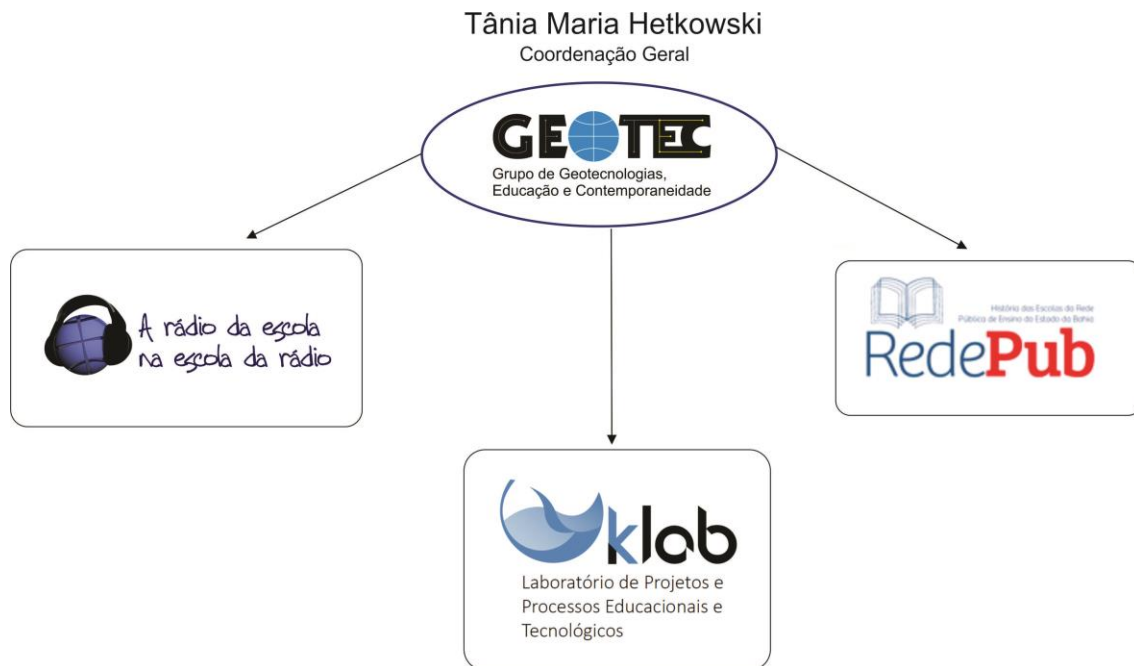 Tânia Maria Hetkowski
Coordenação Geral
GEOTEC
Grupo de Geotecnologias,
Educação e Contemporaneidade
A rádio da escola
na escola da rádio
História das Escolas da Rede
Pública de Ensino do Estado da Bahia
RedePub
klab
Laboratório de Projetos e
Processos Educacionais e
Tecnológicos